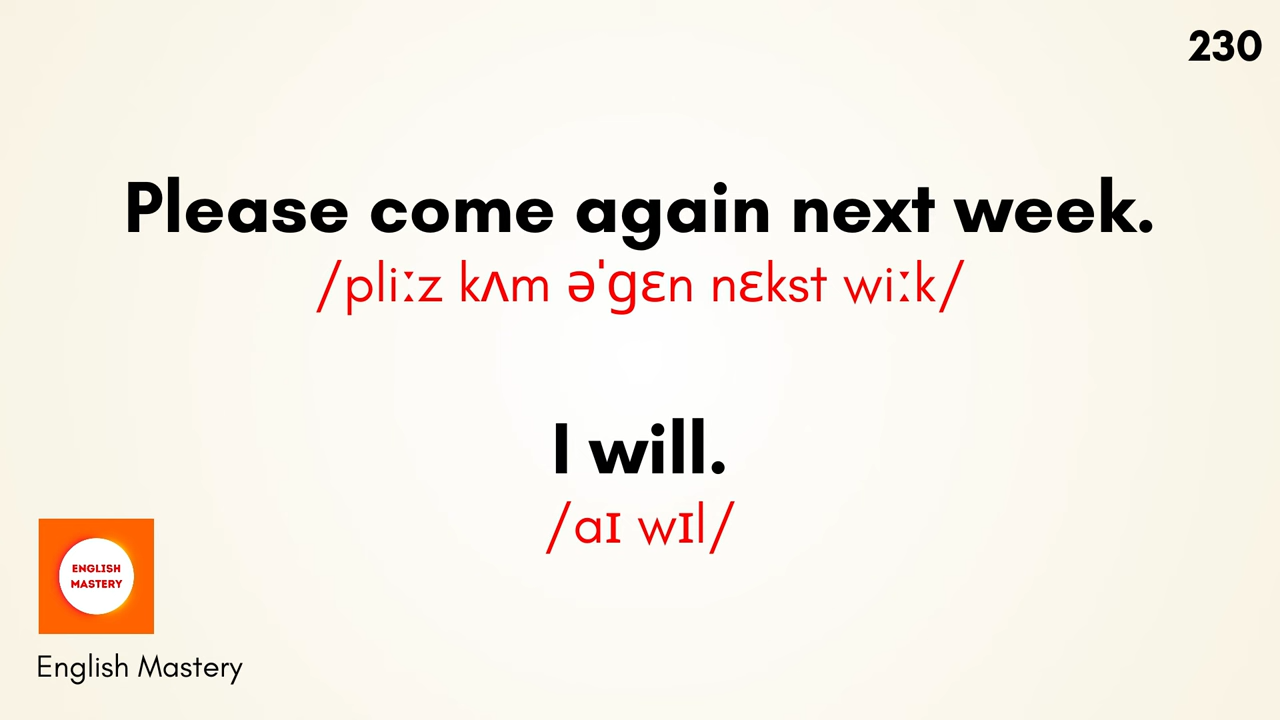 230
Please come again next week.
/pliːz kʌm əˈɡɛn nɛkst wiːk/
I will.
/aɪ wɪl/
ENGLISH
MASTERY
English Mastery